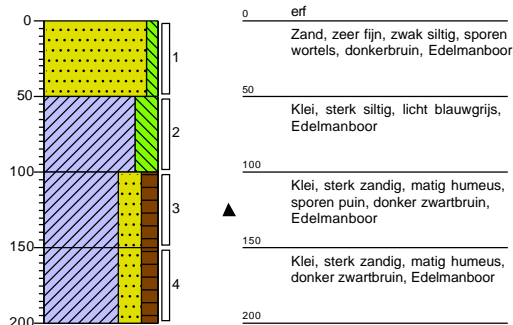 0
50
100
150
200
1
2
3
4
0 erf
Zand, zeer fijn, zwak siltig, sporen
wortels, donkerbruin, Edelmanboor
50
Klei, sterk siltig, licht blauwgrijs,
Edelmanboor
100
Klei, sterk zandig, matig humeus,
sporen puin, donker zwartbruin,
Edelmanboor
150
Klei, sterk zandig, matig humeus,
donker zwartbruin, Edelmanboor
200